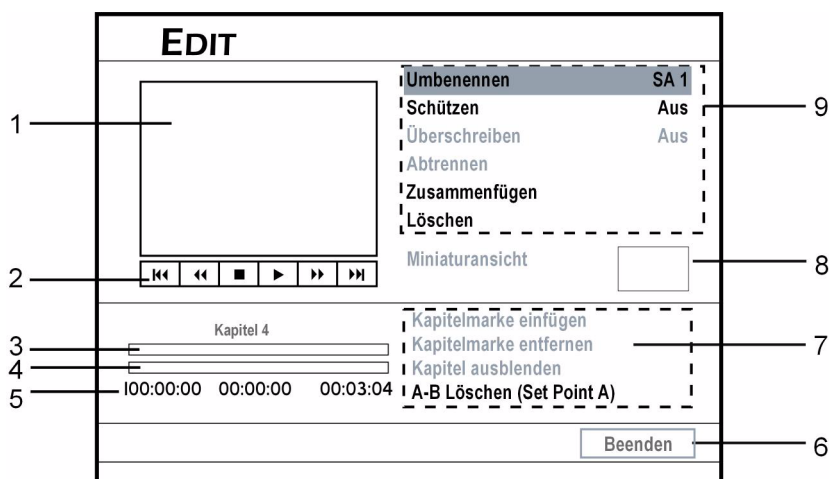 EDIT
1
2
3
4
5
Umbenennen SA 1
Schützen Aus
Überschreiben Aus
Abtrennen
Zusammenfügen
Löschen
9
Miniaturansicht
8
Kapitel 4
00:00:00 00:00:00 00:03:04
Kapitelmarke einfügen
Kapitelmarke entfernen
Kapitel ausblenden
A-B Löschen (Set Point A)
7
Beenden
6